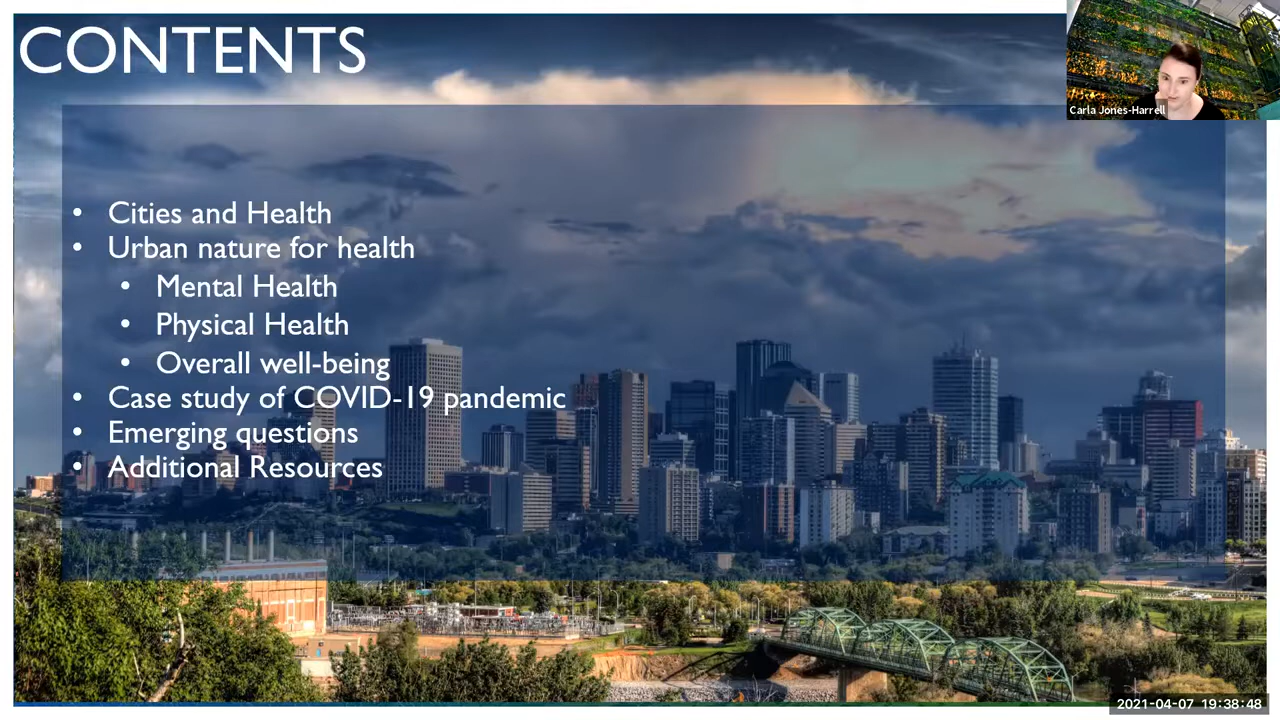 CONTENTS
Carla Jones-Harrell
• Cities and Health
• Urban nature for health
• Mental Health
• Physical Health
• Overall well-being
• Case study of COVID-19 pandemic
• Emerging questions
• Additional Resources
2021-04-07 19:38:48